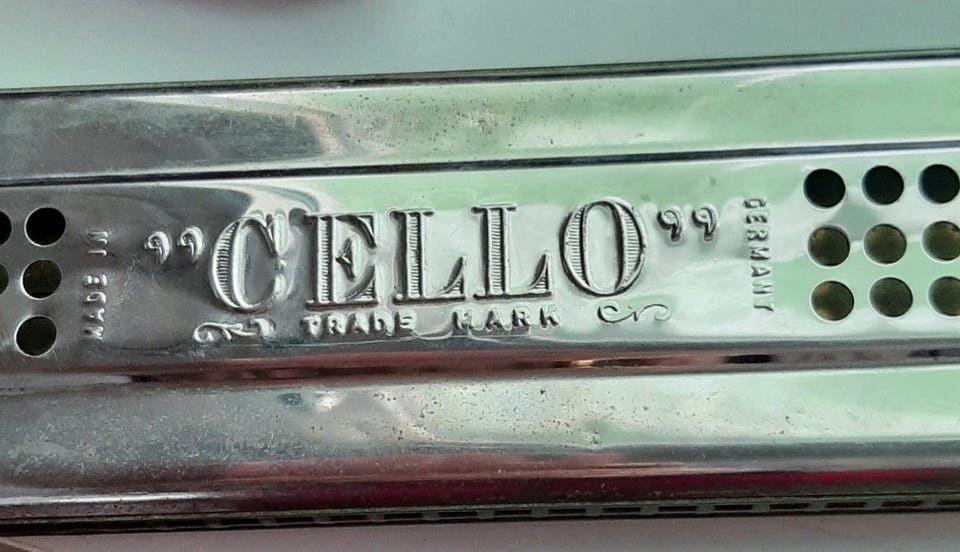 MADE IN
”CELLO”
TRADE MARK
GERMANY